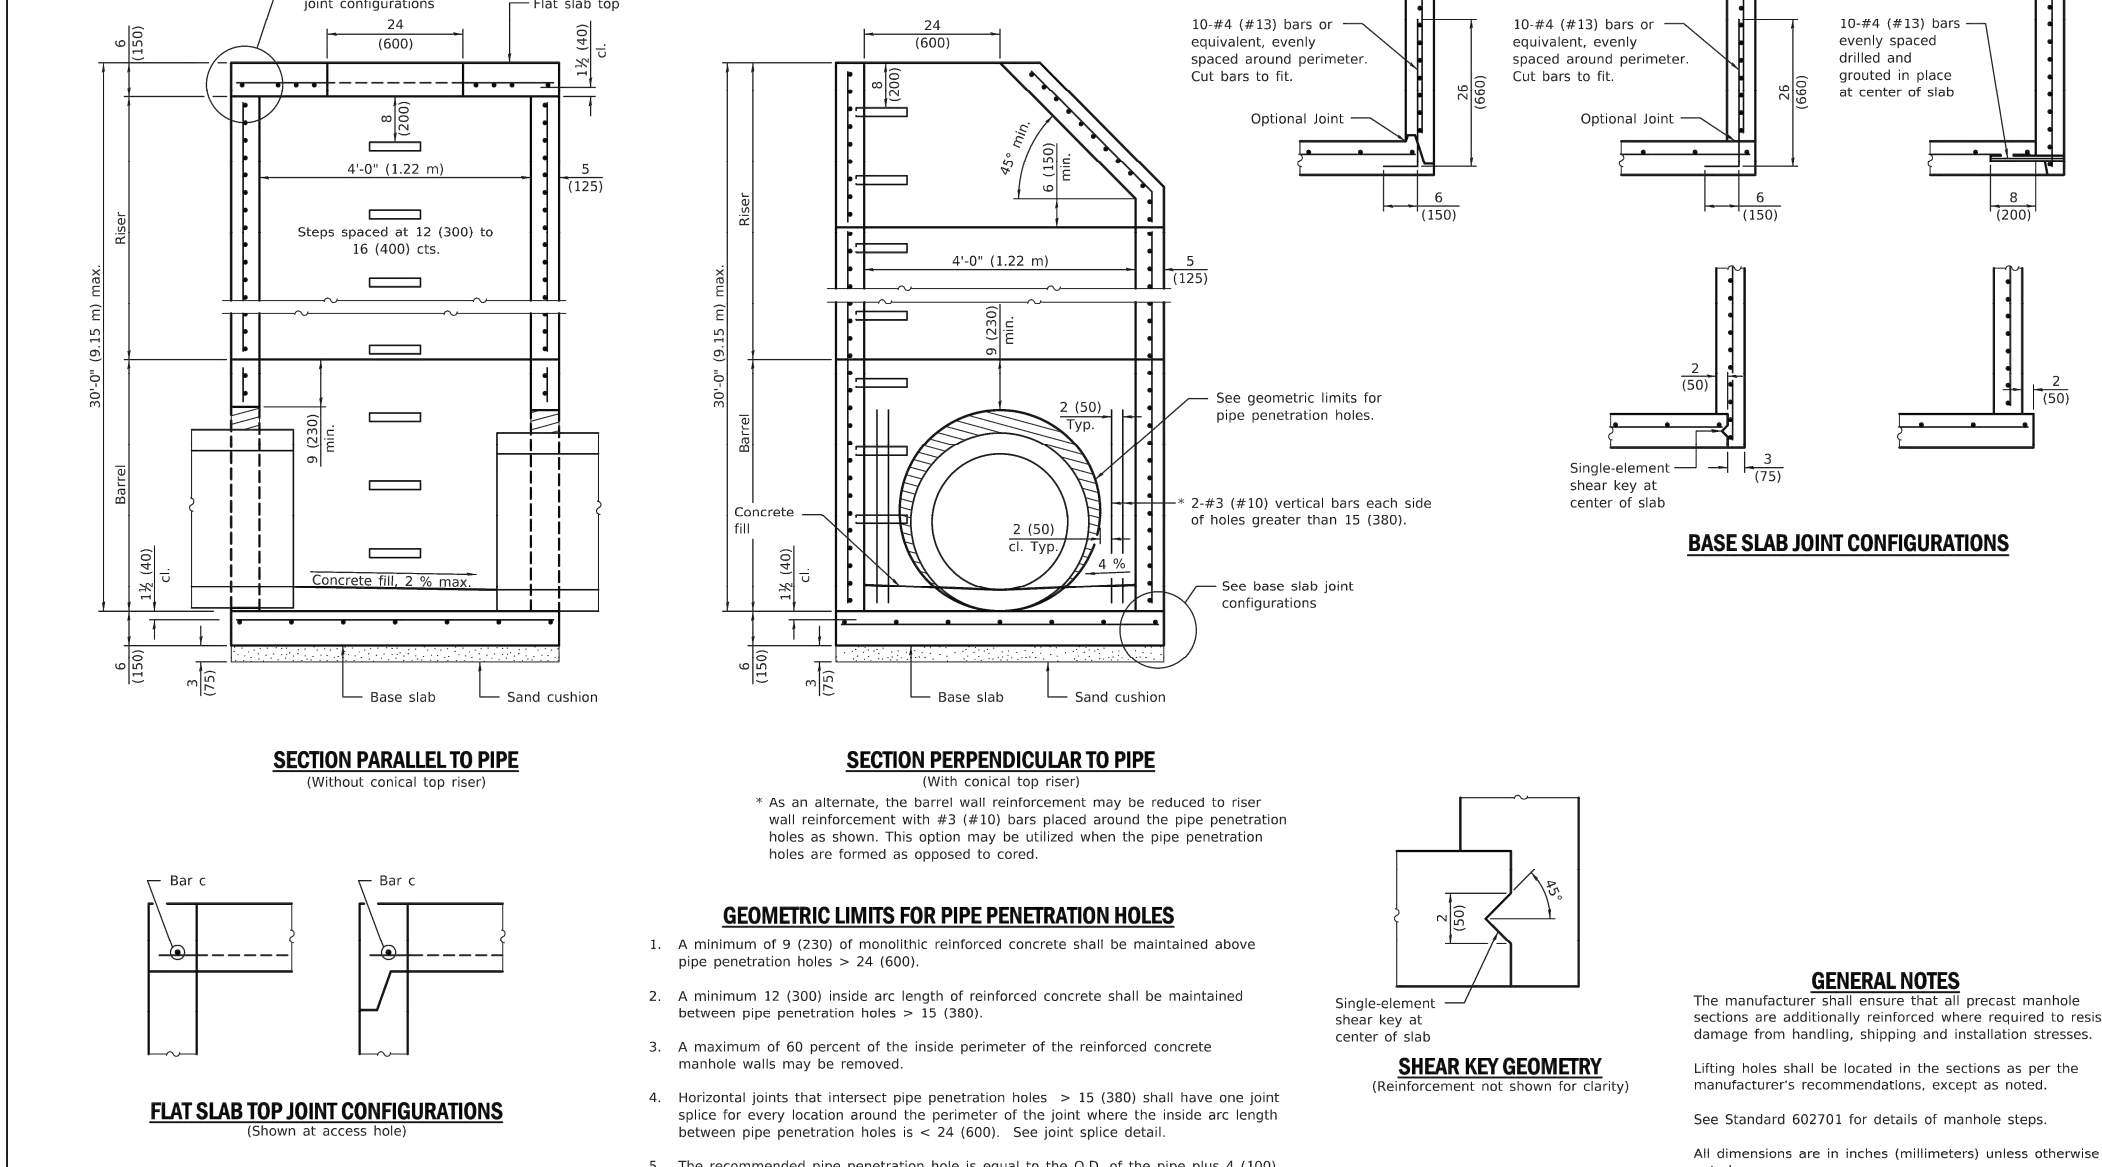 joint configurations
Flat slab top
24
(600)
6
(150)
1½ (40)
cl.
8
(200)
4'-0" (1.22 m)
5
(125)
Steps spaced at 12 (300) to
16 (400) cts.
Riser
30'-0" (9.15 m) max.
Barrel
9 (230)
min.
1½ (40)
cl.
Concrete fill, 2 % max.
6
(150)
3
(75)
Base slab
Sand cushion
SECTION PARALLEL TO PIPE
(Without conical top riser)
24
(600)
8
(200)
45° min.
6 (150)
min.
Riser
4'-0" (1.22 m)
5
(125)
30'-0" (9.15 m) max.
9 (230)
min.
Barrel
2 (50)
Typ.
See geometric limits for
pipe penetration holes.
* 2-#3 (#10) vertical bars each side
of holes greater than 15 (380).
Concrete
fill
2 (50)
cl. Typ.
4 %
1½ (40)
cl.
See base slab joint
configurations
6
(150)
3
(75)
Base slab
Sand cushion
SECTION PERPENDICULAR TO PIPE
(With conical top riser)
* As an alternate, the barrel wall reinforcement may be reduced to riser
wall reinforcement with #3 (#10) bars placed around the pipe penetration
holes as shown. This option may be utilized when the pipe penetration
holes are formed as opposed to cored.
10-#4 (#13) bars or
equivalent, evenly
spaced around perimeter.
Cut bars to fit.
Optional Joint
26
(660)
6
(150)
10-#4 (#13) bars or
equivalent, evenly
spaced around perimeter.
Cut bars to fit.
Optional Joint
26
(660)
6
(150)
10-#4 (#13) bars
evenly spaced
drilled and
grouted in place
at center of slab
8
(200)
2
(50)
Single-element
shear key at
center of slab
3
(75)
2
(50)
BASE SLAB JOINT CONFIGURATIONS
Bar c
Bar c
FLAT SLAB TOP JOINT CONFIGURATIONS
(Shown at access hole)
GEOMETRIC LIMITS FOR PIPE PENETRATION HOLES
1. A minimum of 9 (230) of monolithic reinforced concrete shall be maintained above
pipe penetration holes > 24 (600).
2. A minimum 12 (300) inside arc length of reinforced concrete shall be maintained
between pipe penetration holes > 15 (380).
3. A maximum of 60 percent of the inside perimeter of the reinforced concrete
manhole walls may be removed.
4. Horizontal joints that intersect pipe penetration holes > 15 (380) shall have one joint
splice for every location around the perimeter of the joint where the inside arc length
between pipe penetration holes is < 24 (600). See joint splice detail.
5. The recommended pipe penetration hole is equal to the O.D. of the pipe plus 4 (100).
2
(50)
45°
Single-element
shear key at
center of slab
SHEAR KEY GEOMETRY
(Reinforcement not shown for clarity)
GENERAL NOTES
The manufacturer shall ensure that all precast manhole
sections are additionally reinforced where required to resis
damage from handling, shipping and installation stresses.
Lifting holes shall be located in the sections as per the
manufacturer's recommendations, except as noted.
See Standard 602701 for details of manhole steps.
All dimensions are in inches (millimeters) unless otherwise